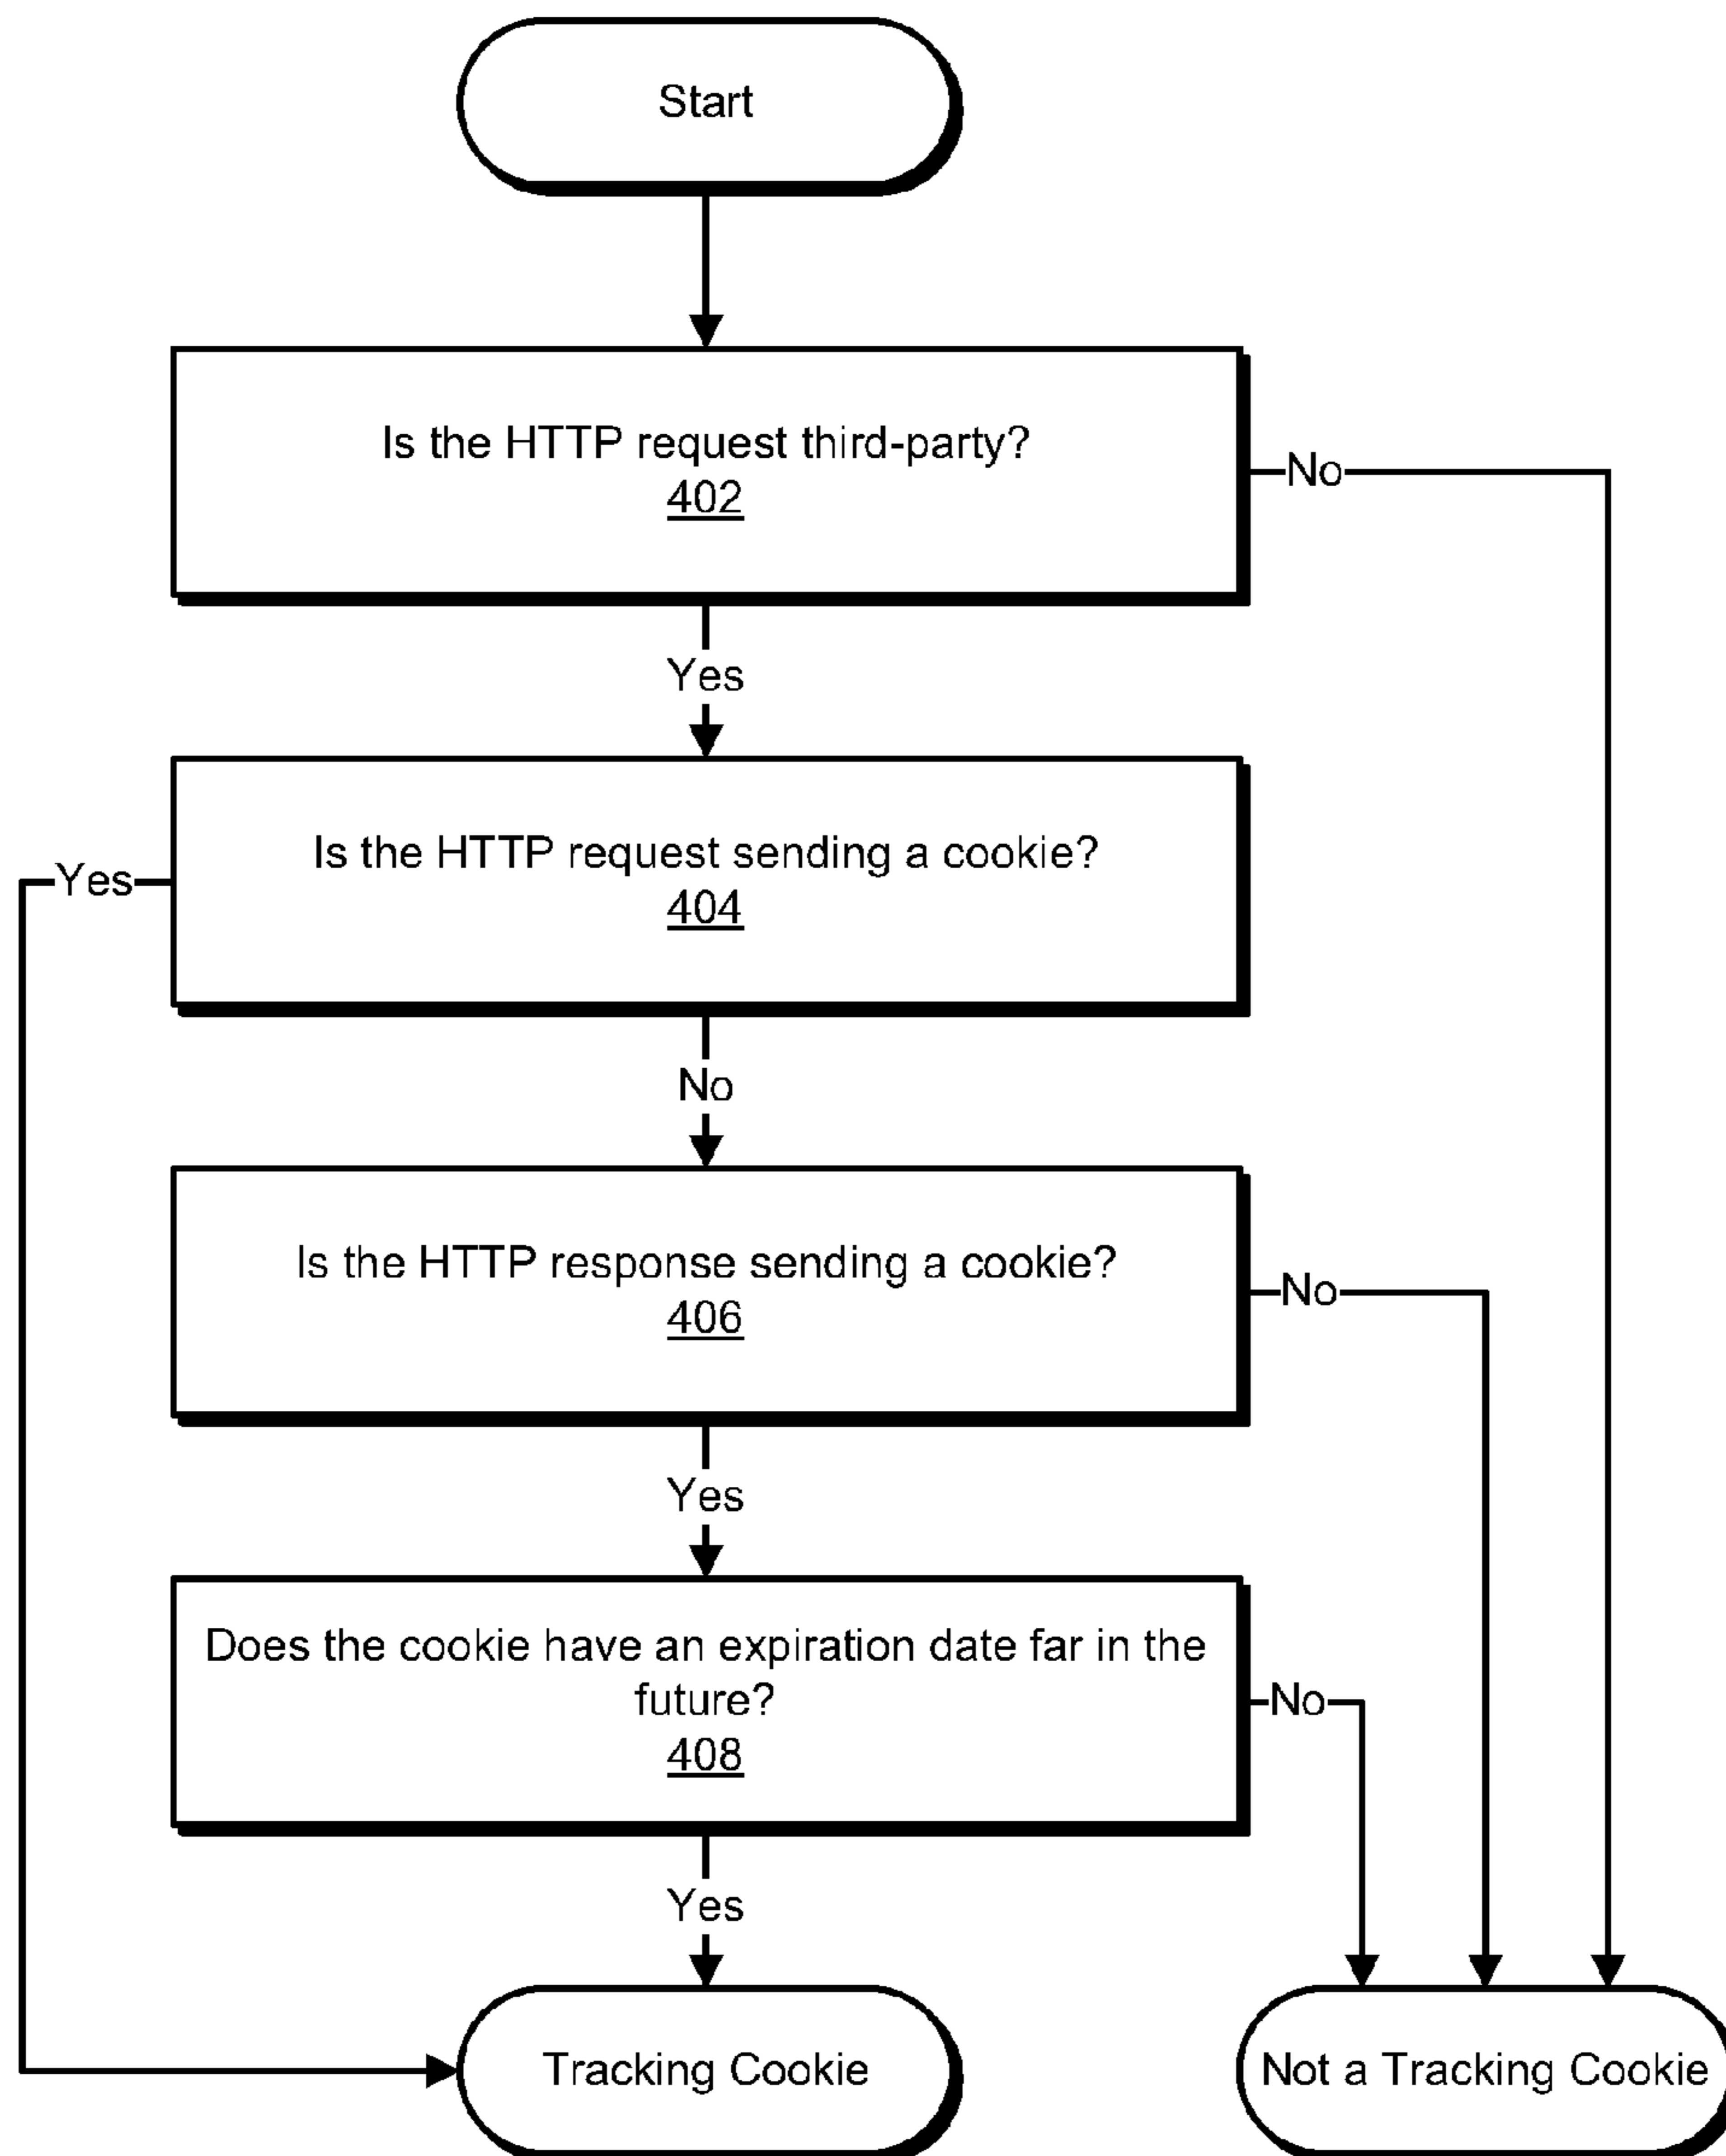 Start
Is the HTTP request third-party?
402
No
Yes
Is the HTTP request sending a cookie?
404
Yes
No
Is the HTTP response sending a cookie?
406
No
Yes
Does the cookie have an expiration date far in the
future?
408
No
Yes
Tracking Cookie
Not a Tracking Cookie